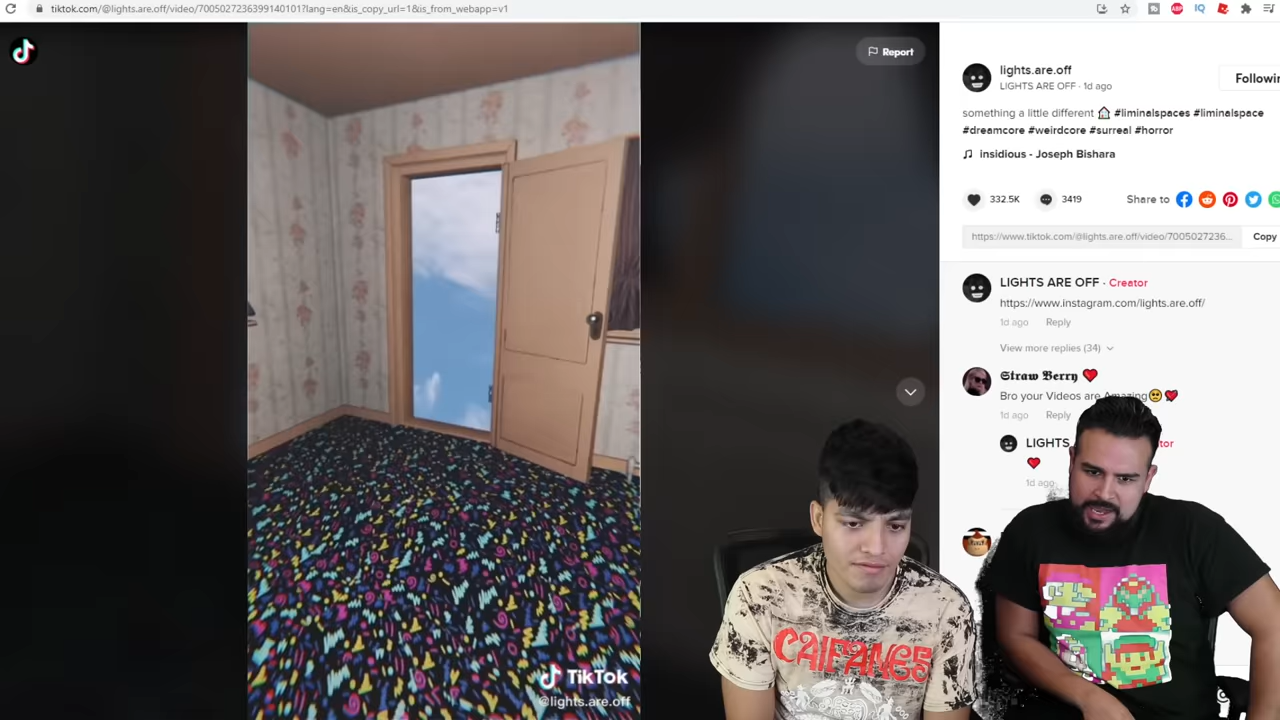 tiktok.com/@lights.are.off/video/7005027236399140101?lang=en&is_copy_url=1&is_from_webapp=v1
ABP
IQ
Report
lights.are.off
LIGHTS ARE OFF · 1d ago
Followin
something a little different 🏠 #liminalspaces #liminalspace
#dreamcore #weirdcore #surreal #horror
insidious - Joseph Bishara
332.5K
3419
Share to
https://www.tiktok.com/@lights.are.off/video/7005027236...
Copy
LIGHTS ARE OFF · Creator
https://www.instagram.com/lights.are.off/
1d ago Reply
View more replies (34)
𝕾𝖙𝖗𝖆𝖜 𝕭𝖊𝖗𝖗𝖞 ❤️
Bro your Videos are Amazing🥺💘
1d ago Reply
LIGHTS
tor
❤️
1d ago
CAIFANES
TikTok
@lights.are.off